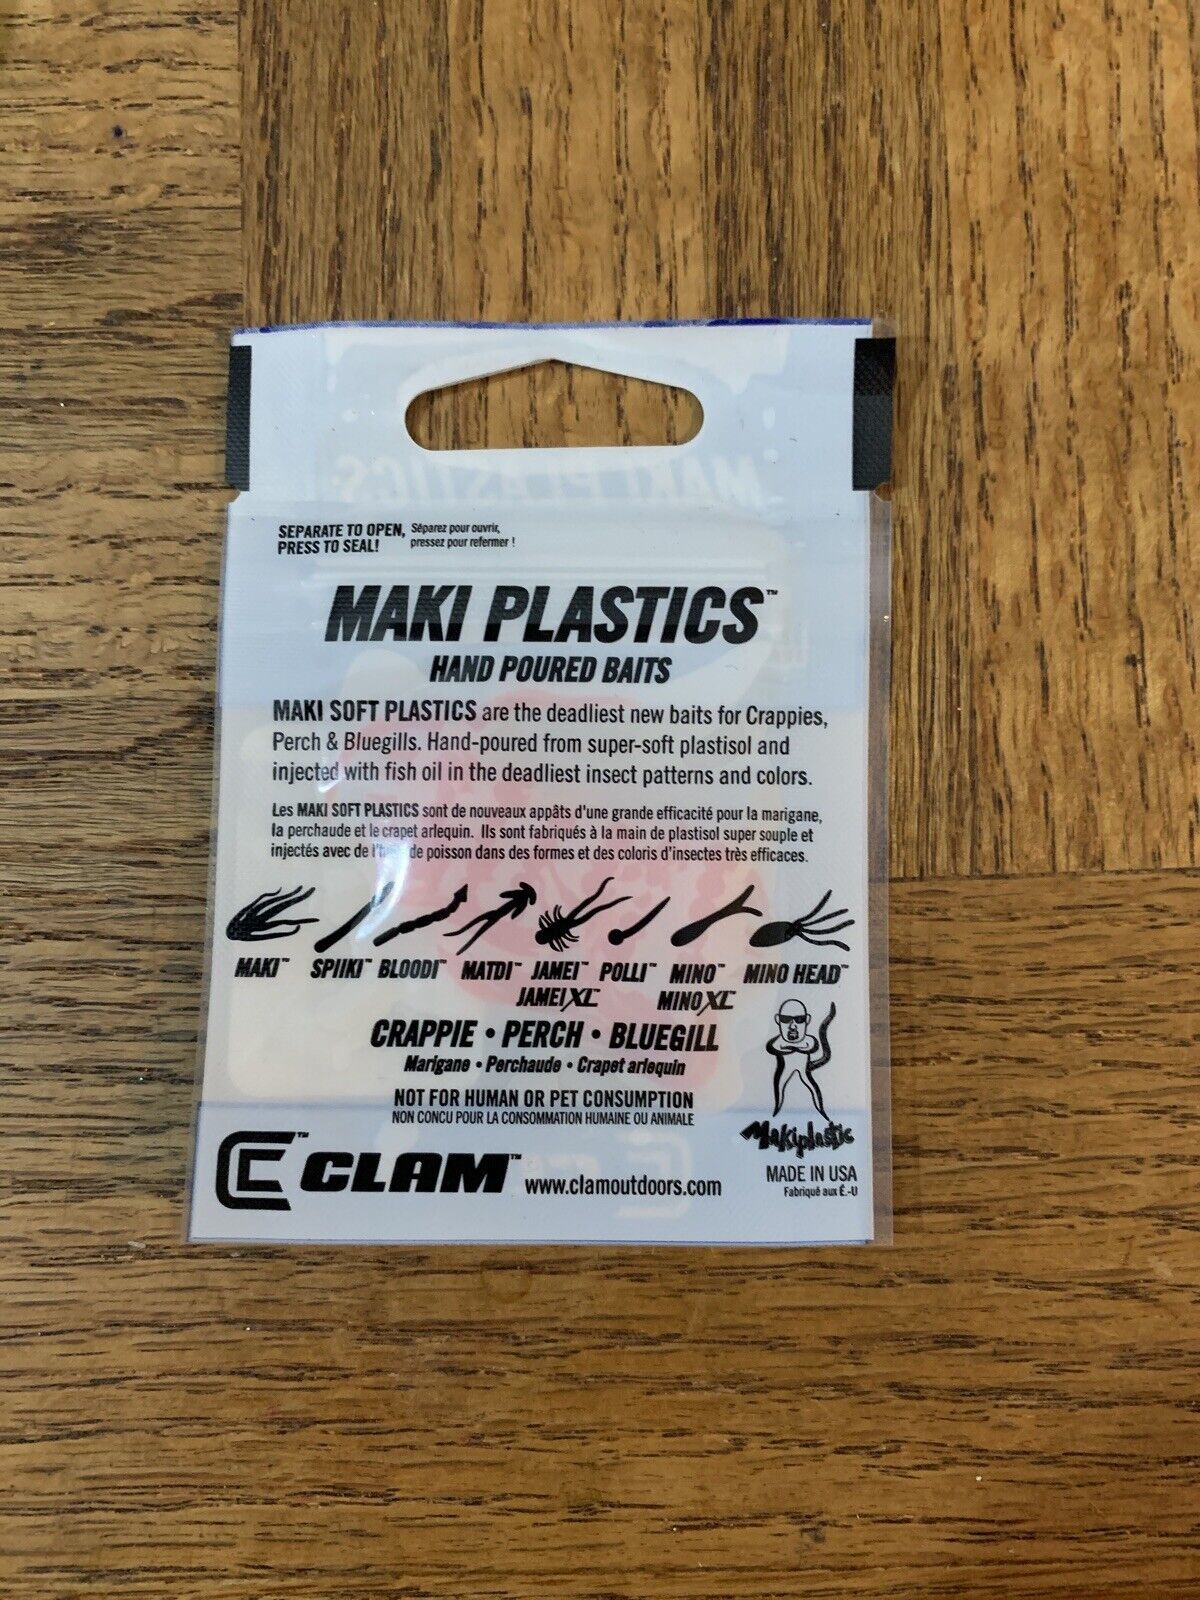 MAKI PLASTICS
SEPARATE TO OPEN, Séparez pour ouvrir,
PRESS TO SEAL! pressez pour refermer !
MAKI PLASTICS™
HAND POURED BAITS
MAKI SOFT PLASTICS are the deadliest new baits for Crappies,
Perch & Bluegills. Hand-poured from super-soft plastisol and
injected with fish oil in the deadliest insect patterns and colors.
Les MAKI SOFT PLASTICS sont de nouveaux appâts d'une grande efficacité pour la marigane,
la perchaude et le crapet arlequin. Ils sont fabriqués à la main de plastisol super souple et
injectés avec de de poisson dans des formes et des coloris d'insectes très efficaces.
MAKI™ SPIIKI™ BLOODI™ MATDI™ JAMEI™ POLLI™ MINO™ MINO HEAD™
JAMEI XL™ MINO XL™
CRAPPIE • PERCH • BLUEGILL
Marigane • Perchaude • Crapet arlequin
NOT FOR HUMAN OR PET CONSUMPTION
NON CONCU POUR LA CONSOMMATION HUMAINE OU ANIMALE
Makiplastic
™ CLAM™ www.clamoutdoors.com
MADE IN USA
Fabriqué aux É.-U